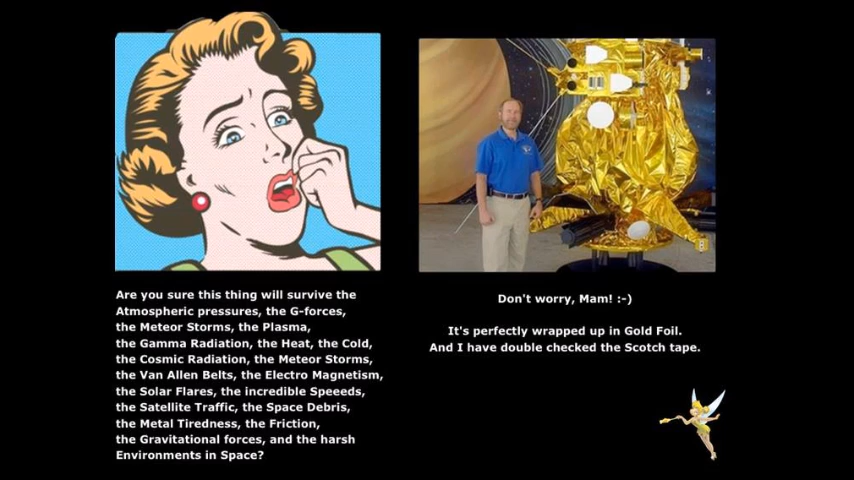 Are you sure this thing will survive the
Atmospheric pressures, the G-forces,
the Meteor Storms, the Plasma,
the Gamma Radiation, the Heat, the Cold,
the Cosmic Radiation, the Meteor Storms,
the Van Allen Belts, the Electro Magnetism,
the Solar Flares, the incredible Speeeds,
the Satellite Traffic, the Space Debris,
the Metal Tiredness, the Friction,
the Gravitational forces, and the harsh
Environments in Space?
Don't worry, Mam! :-)
It's perfectly wrapped up in Gold Foil.
And I have double checked the Scotch tape.